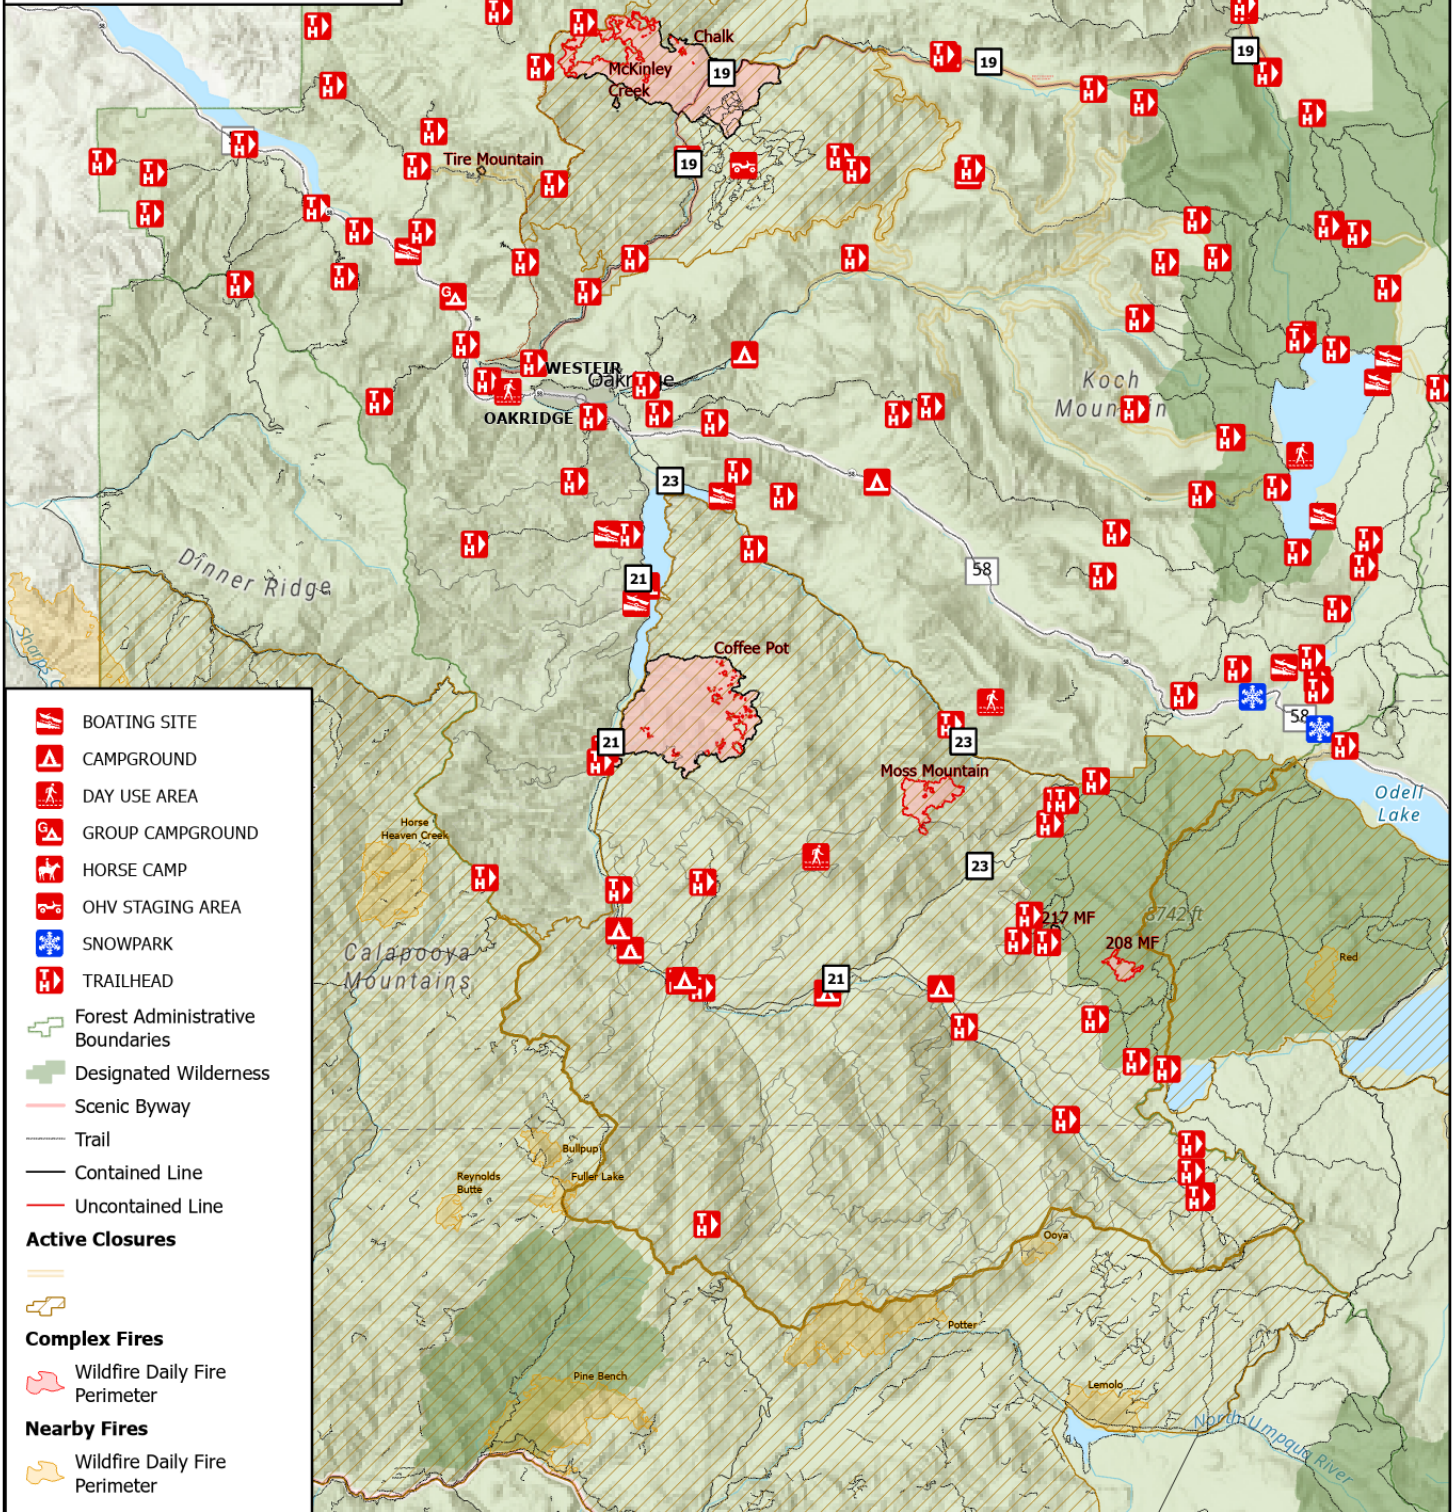 Chalk
19
19
19
McKinley
Creek
Tire Mountain
19
WESTFIR
Oakridge
OAKRIDGE
Koch
Mountain
23
58
21
Dinner Ridge
Coffee Pot
21
23
58
Moss Mountain
Odell
Lake
Horse
Heaven Creek
23
217 MF
8742 ft
208 MF
Red
Calapooya
Mountains
21
Bullpup
Fuller Lake
Reynolds
Butte
Ooya
Potter
Pine Bench
Lemolo
North Umpqua River
BOATING SITE
CAMPGROUND
DAY USE AREA
GROUP CAMPGROUND
HORSE CAMP
OHV STAGING AREA
SNOWPARK
TRAILHEAD
Forest Administrative
Boundaries
Designated Wilderness
Scenic Byway
Trail
Contained Line
Uncontained Line
Active Closures
Complex Fires
Wildfire Daily Fire
Perimeter
Nearby Fires
Wildfire Daily Fire
Perimeter